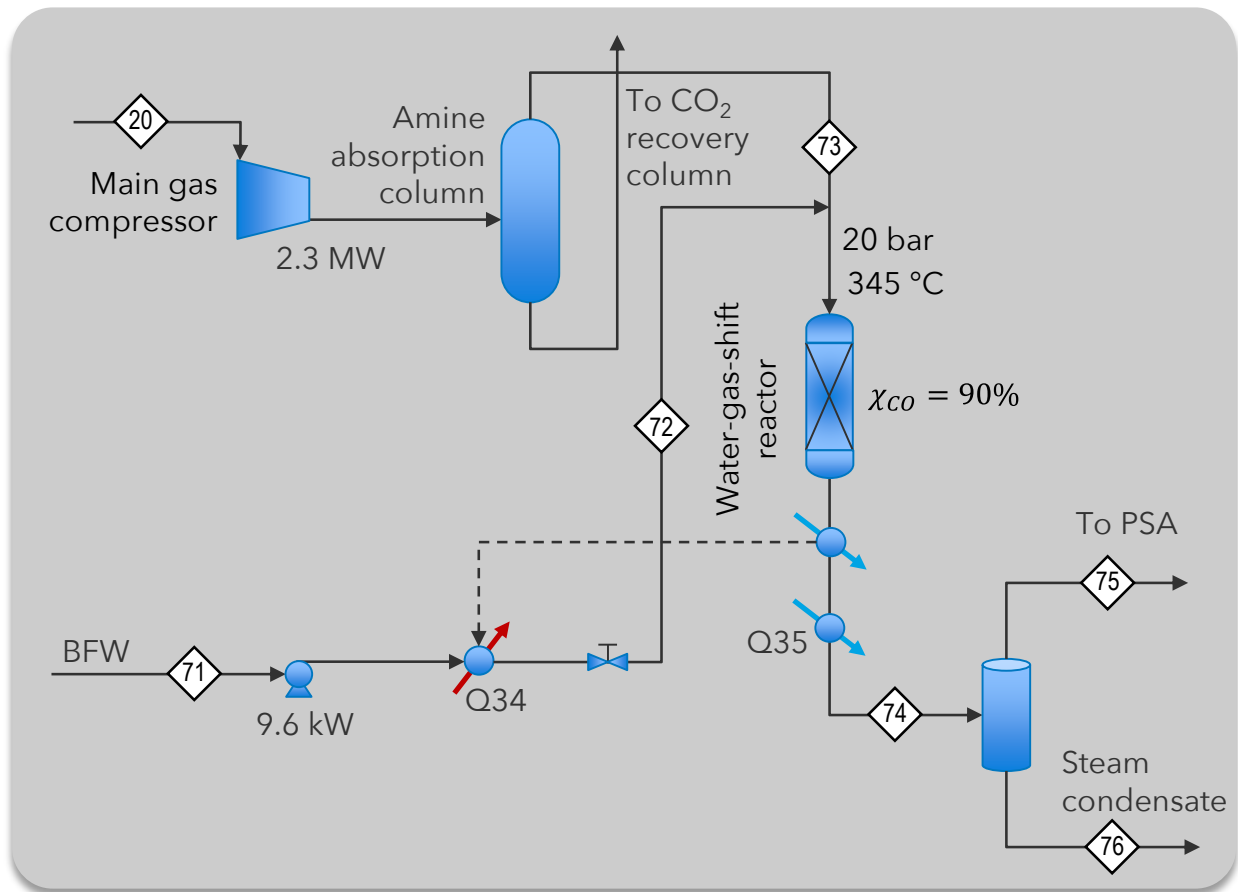 20
Main gas
compressor
2.3 MW
Amine
absorption
column
To CO₂
recovery
column
73
20 bar
345 °C
Water-gas-shift
reactor
χ_CO = 90%
72
BFW
71
9.6 kW
Q34
Q35
74
To PSA
75
Steam
condensate
76